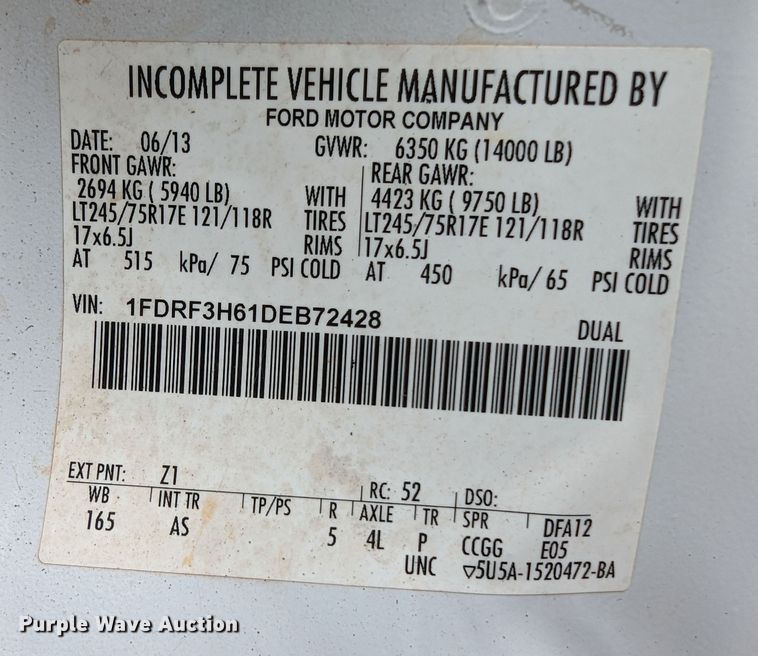 INCOMPLETE VEHICLE MANUFACTURED BY
FORD MOTOR COMPANY
DATE: 06/13 GVWR: 6350 KG (14000 LB)
FRONT GAWR: REAR GAWR:
2694 KG ( 5940 LB) WITH 4423 KG ( 9750 LB) WITH
LT245/75R17E 121/118R TIRES LT245/75R17E 121/118R TIRES
17x6.5J RIMS 17x6.5J RIMS
AT 515 kPa/ 75 PSI COLD AT 450 kPa/ 65 PSI COLD
VIN: 1FDRF3H61DEB72428
DUAL
EXT PNT: Z1 RC: 52 DSO:
WB INT TR TP/PS R AXLE TR SPR DFA12
165 AS 5 4L P CCGG E05
UNC ▽5U5A-1520472-BA
Purple Wave Auction